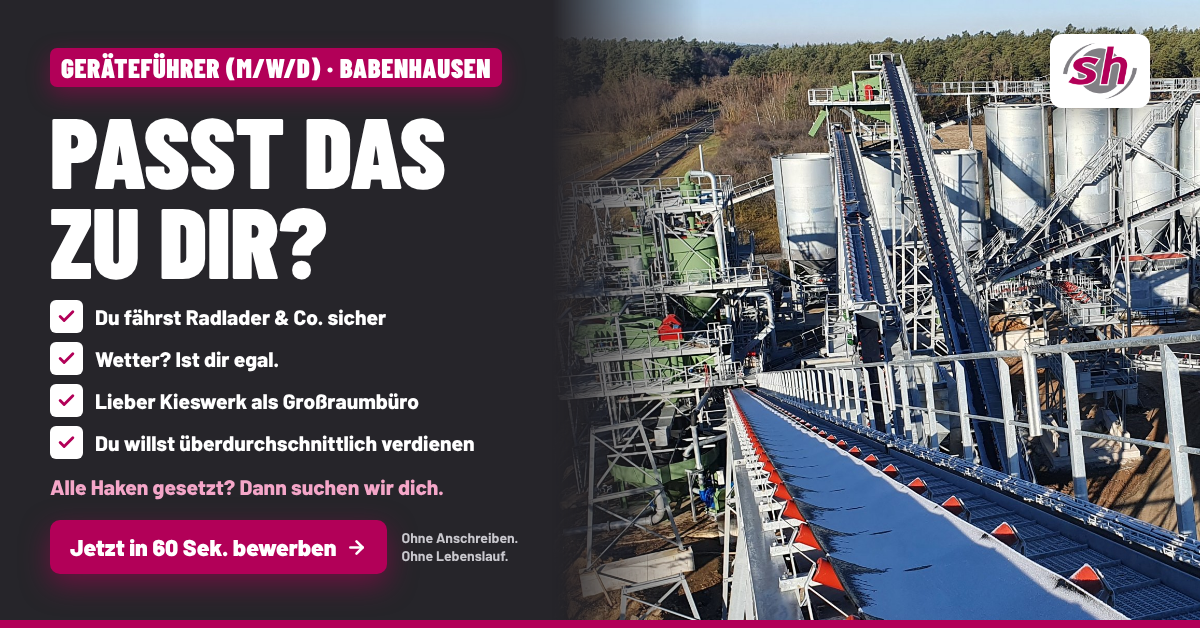 GERÄTEFÜHRER (M/W/D) · BABENHAUSEN
sh
PASST DAS
ZU DIR?
Du fährst Radlader & Co. sicher
Wetter? Ist dir egal.
Lieber Kieswerk als Großraumbüro
Du willst überdurchschnittlich verdienen
Alle Haken gesetzt? Dann suchen wir dich.
Jetzt in 60 Sek. bewerben →
Ohne Anschreiben.
Ohne Lebenslauf.